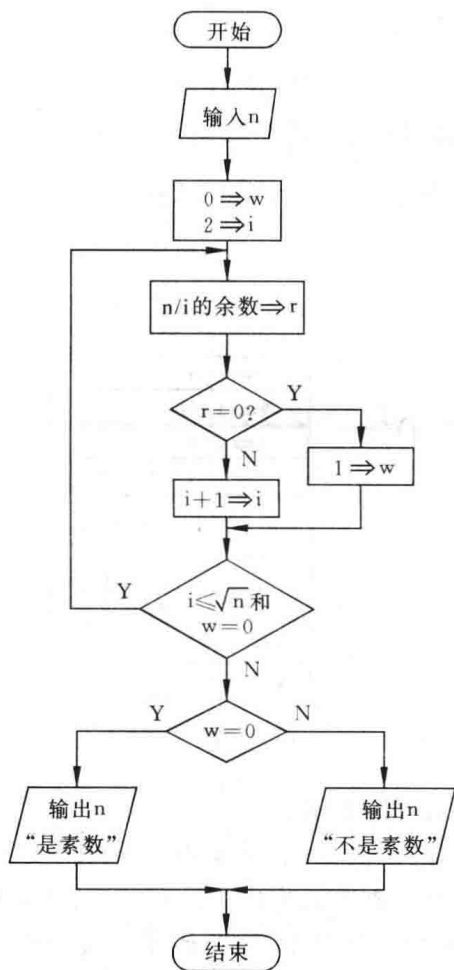 开始
输入n
0⇒w
2⇒i
n/i的余数⇒r
r=0?
Y
N
1⇒w
i+1⇒i
i≤√n和
w=0
Y
N
w=0
Y
N
输出n
“是素数”
输出n
“不是素数”
结束